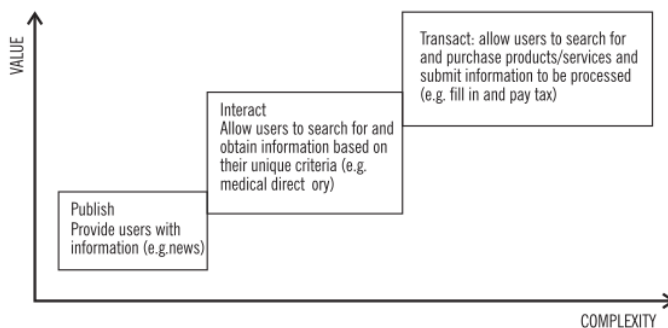 VALUE
Transact: allow users to search for
and purchase products/services and
submit information to be processed
(e.g. fill in and pay tax)
Interact
Allow users to search for and
obtain information based on
their unique criteria (e.g.
medical direct ory)
Publish
Provide users with
information (e.g.news)
COMPLEXITY